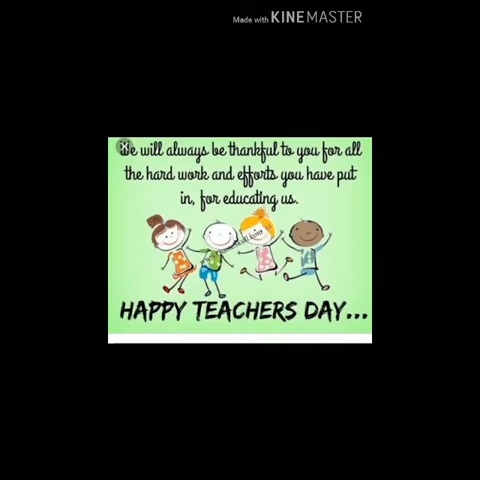 Made with KINEMASTER
We will always be thankful to you for all
the hard work and efforts you have put
in, for educating us.
HAPPY TEACHERS DAY...